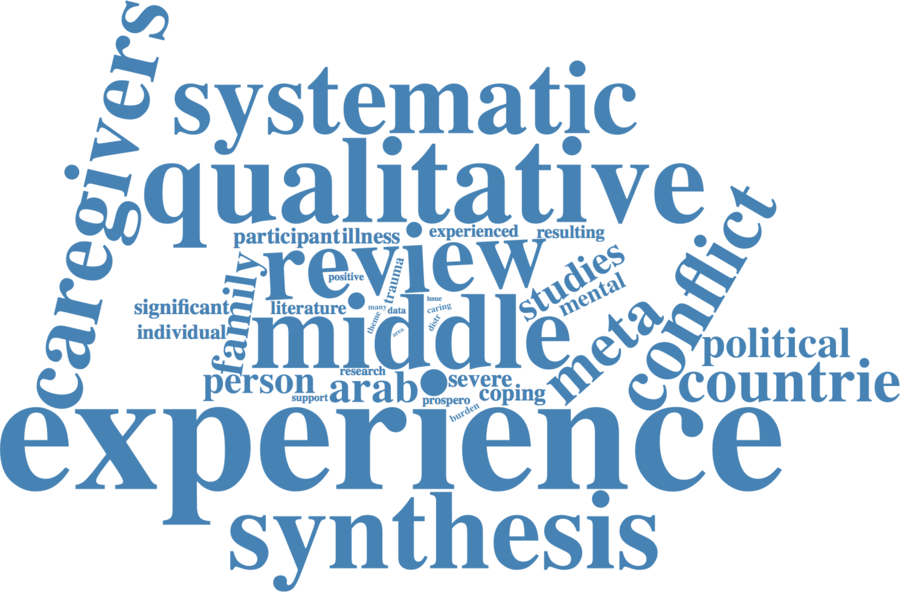 caregivers
systematic
qualitative
participant
illness
experienced
resulting
review
positive
trauma
studies
mental
conflict
family
significant
individual
literature
many
data
issue
caring
theme
area
distr
middle
meta
political
countrie
research
person
arab
severe
coping
support
prospero
burden
experience
synthesis